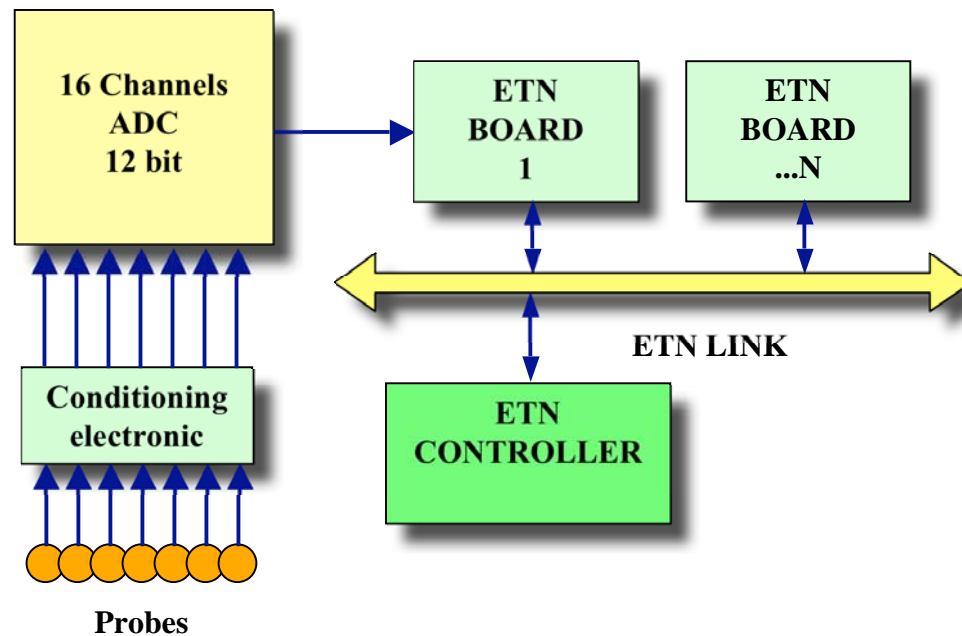 16 Channels
ADC
12 bit
ETN
BOARD
1
ETN
BOARD
...N
ETN LINK
Conditioning
electronic
ETN
CONTROLLER
Probes